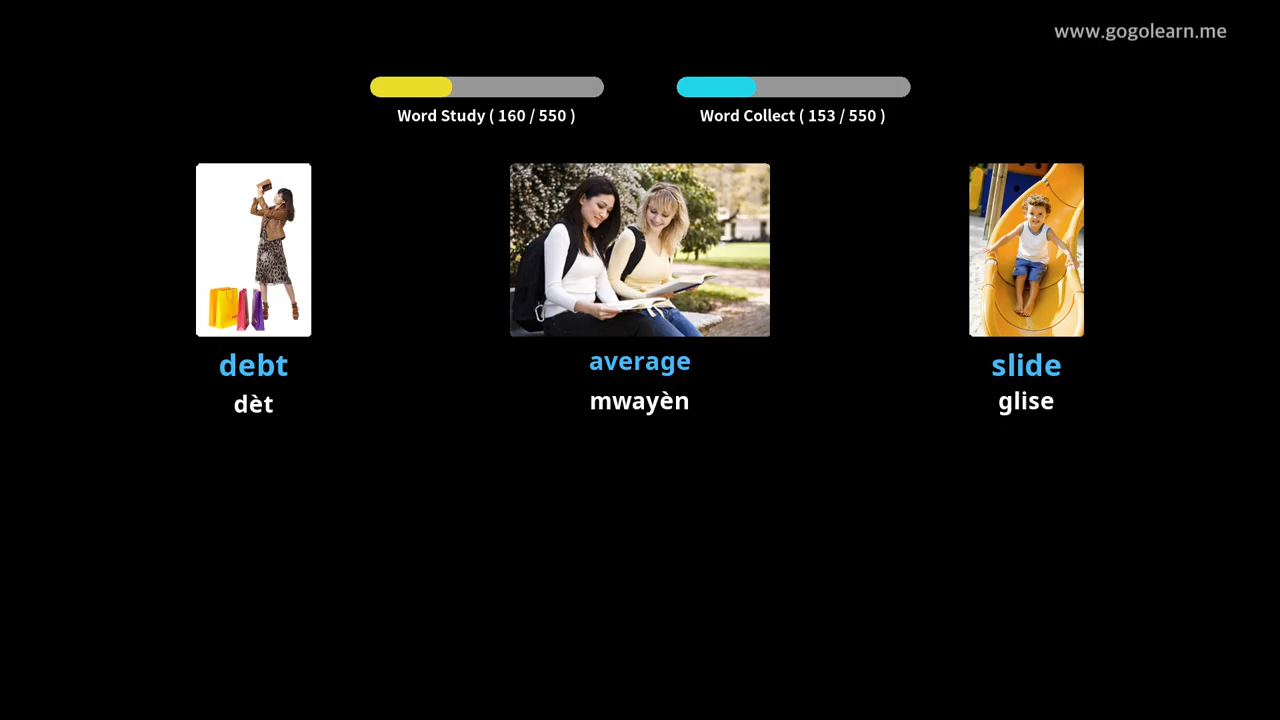 www.gogolearn.me
Word Study ( 160 / 550 )
Word Collect ( 153 / 550 )
debt
dèt
average
mwayèn
slide
glise